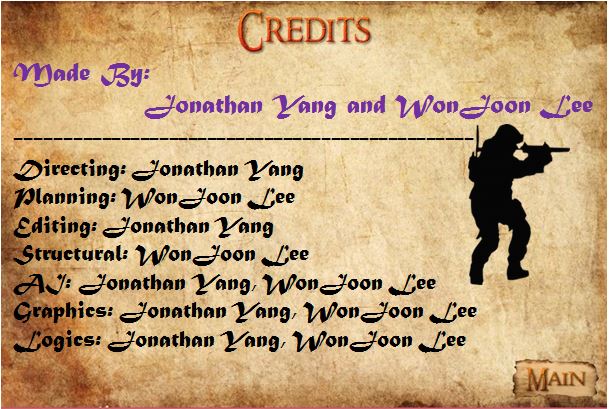 CREDITS
Made By:
Jonathan Yang and WonJoon Lee
------------------------------------------------
Directing: Jonathan Yang
Planning: WonJoon Lee
Editing: Jonathan Yang
Structural: WonJoon Lee
AI: Jonathan Yang, WonJoon Lee
Graphics: Jonathan Yang, WonJoon Lee
Logics: Jonathan Yang, WonJoon Lee
MAIN